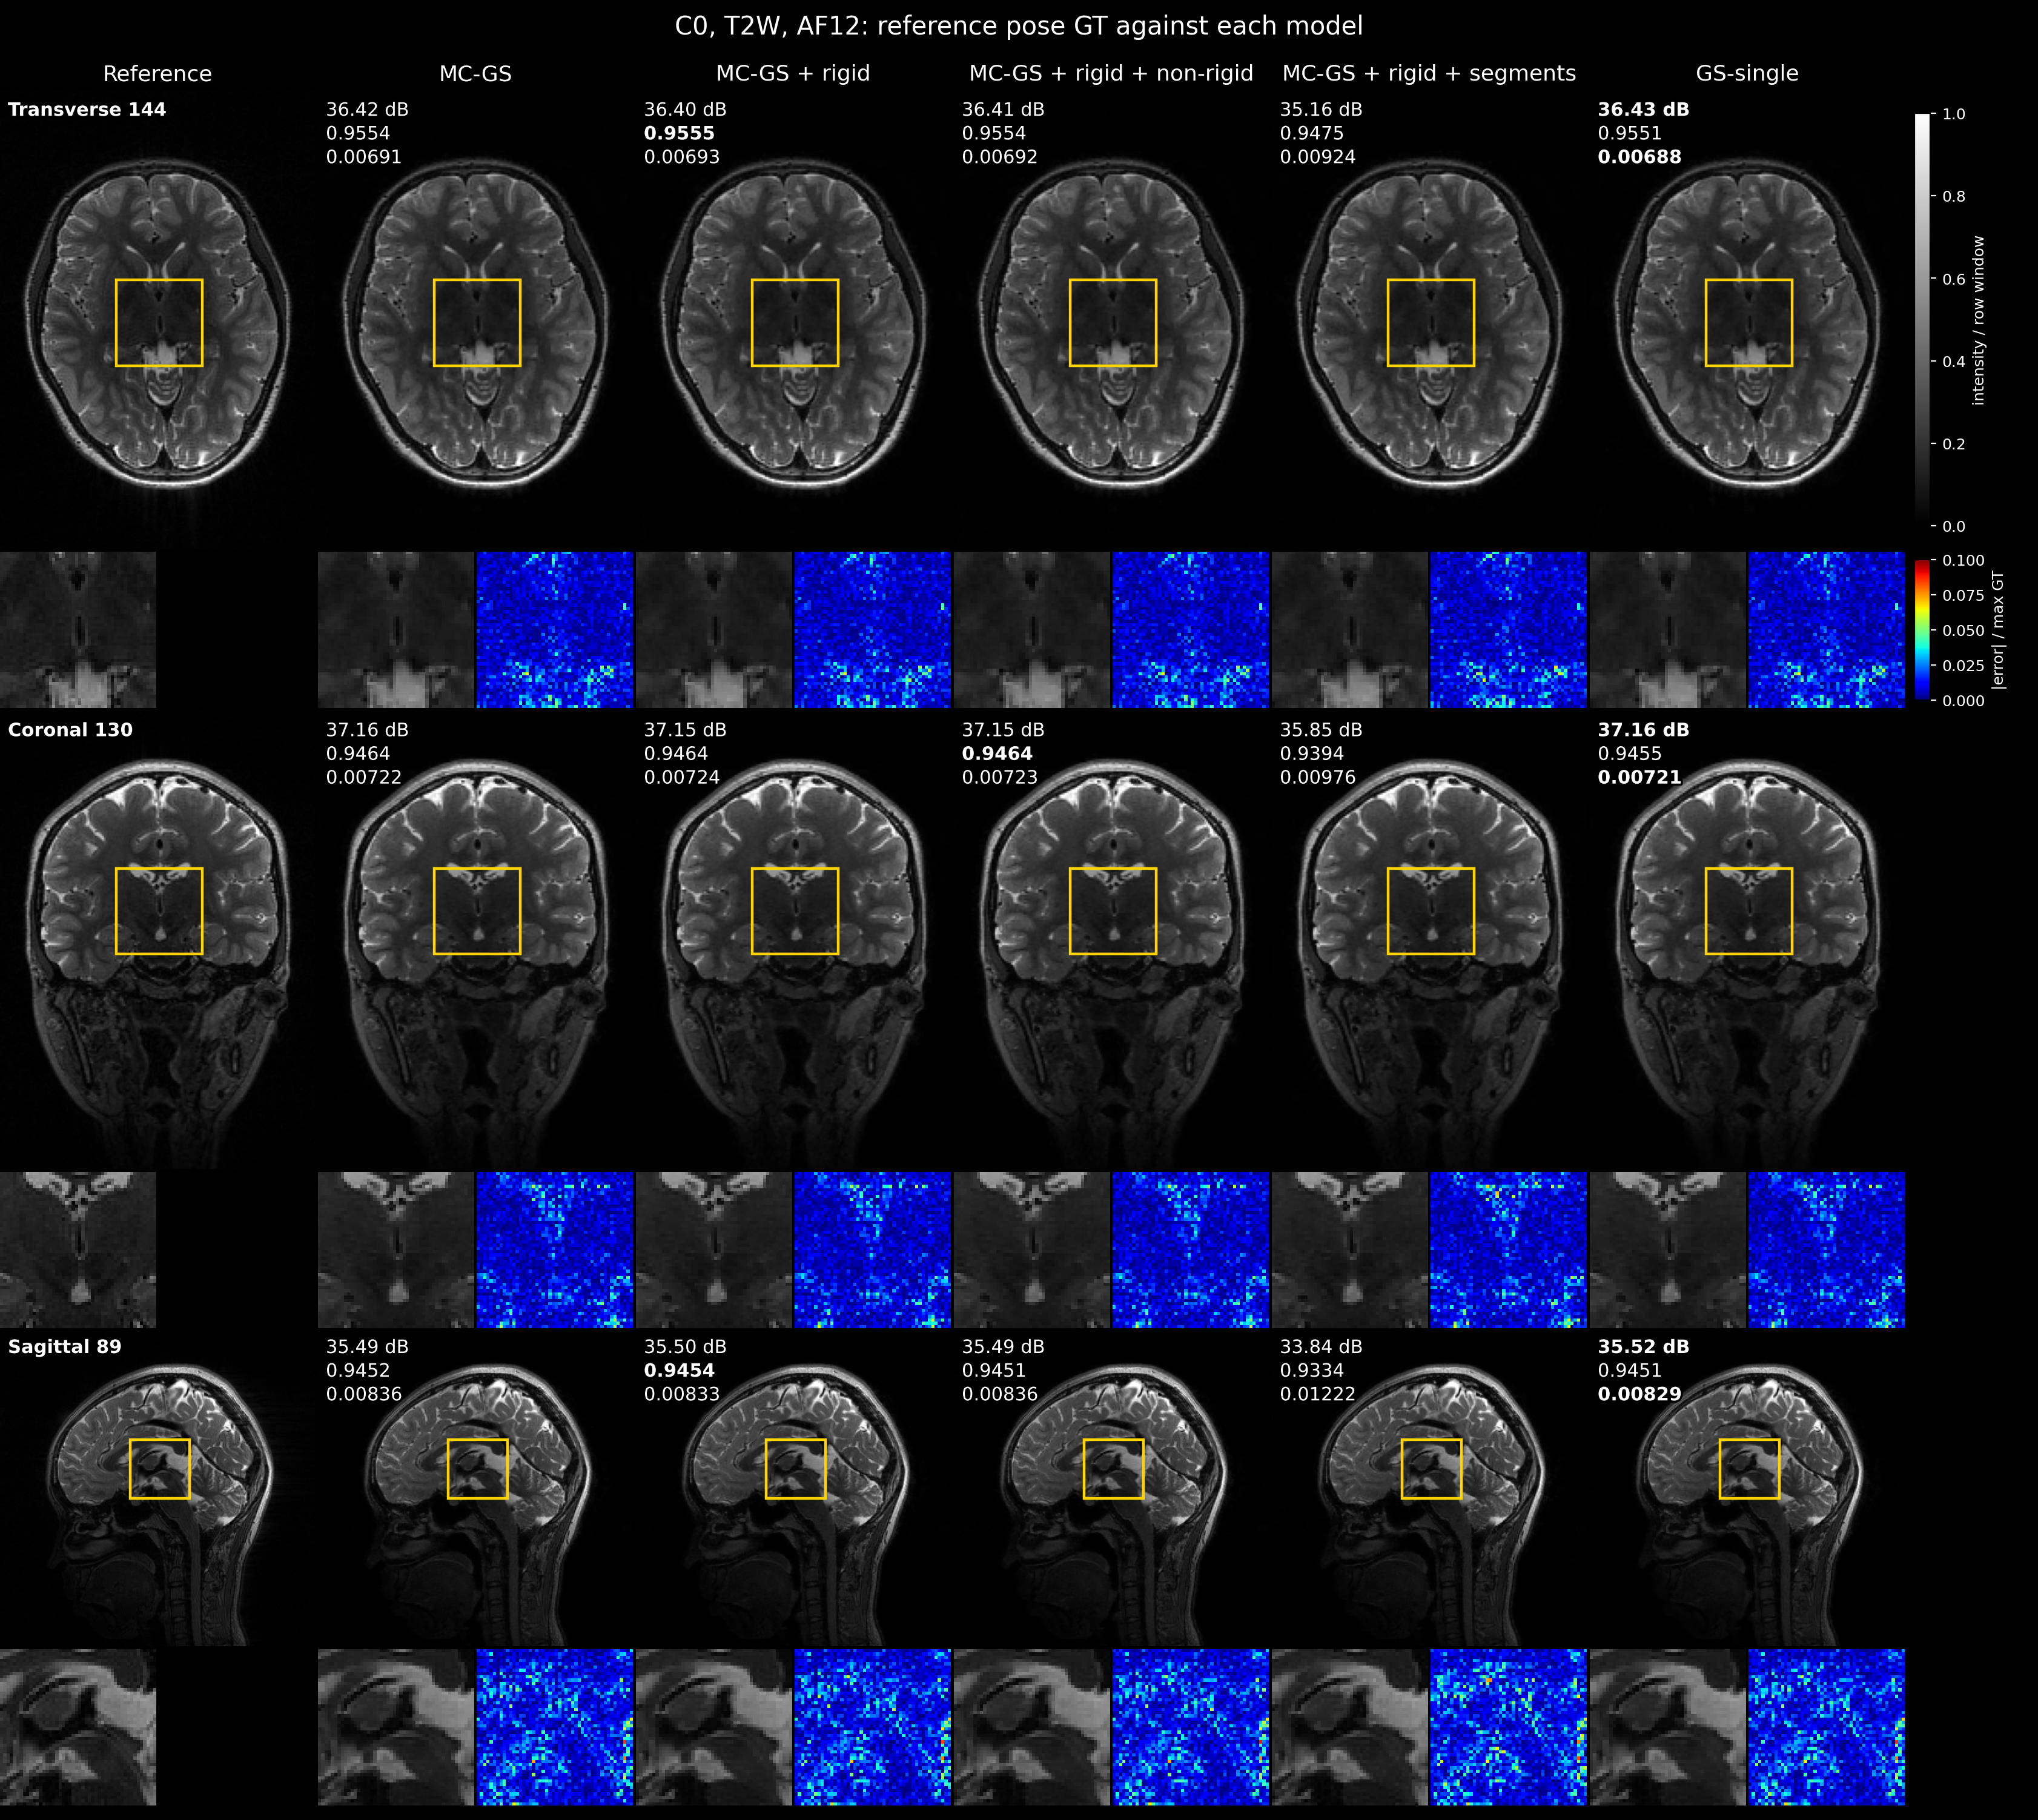 C0, T2W, AF12: reference pose GT against each model
Reference
MC-GS
MC-GS + rigid
MC-GS + rigid + non-rigid
MC-GS + rigid + segments
GS-single
Transverse 144
36.42 dB
0.9554
0.00691
36.40 dB
0.9555
0.00693
36.41 dB
0.9554
0.00692
35.16 dB
0.9475
0.00924
36.43 dB
0.9551
0.00688
1.0
0.8
0.6
0.4
0.2
0.0
intensity / row window
0.100
0.075
0.050
0.025
0.000
|error| / max GT
Coronal 130
37.16 dB
0.9464
0.00722
37.15 dB
0.9464
0.00724
37.15 dB
0.9464
0.00723
35.85 dB
0.9394
0.00976
37.16 dB
0.9455
0.00721
Sagittal 89
35.49 dB
0.9452
0.00836
35.50 dB
0.9454
0.00833
35.49 dB
0.9451
0.00836
33.84 dB
0.9334
0.01222
35.52 dB
0.9451
0.00829